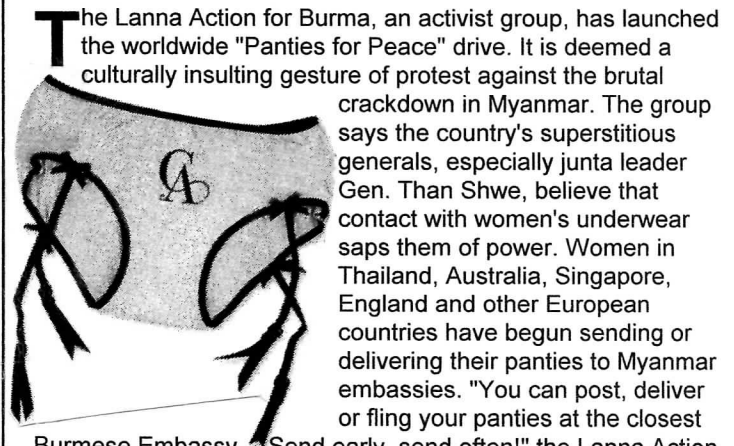 The Lanna Action for Burma, an activist group, has launched
the worldwide "Panties for Peace" drive. It is deemed a
culturally insulting gesture of protest against the brutal
crackdown in Myanmar. The group
says the country's superstitious
generals, especially junta leader
Gen. Than Shwe, believe that
contact with women's underwear
saps them of power. Women in
Thailand, Australia, Singapore,
England and other European
countries have begun sending or
delivering their panties to Myanmar
embassies. "You can post, deliver
or fling your panties at the closest
Burmese Embassy. Send early, send often!" the Lanna Action